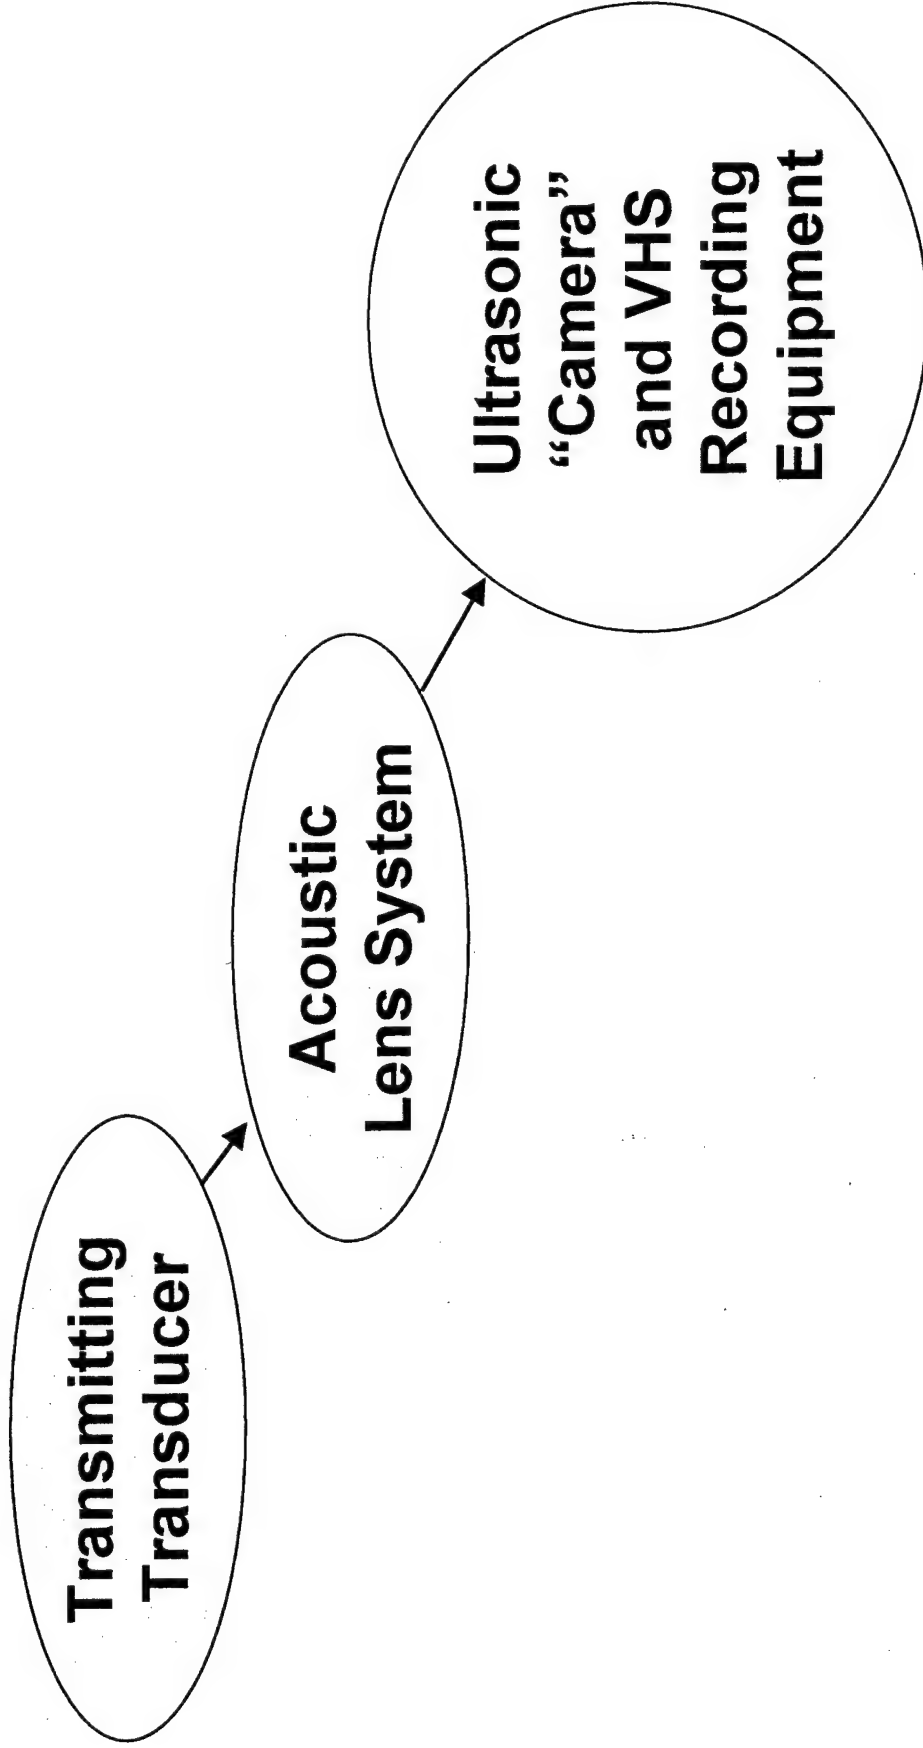 Transmitting
Transducer
Acoustic
Lens System
Ultrasonic
“Camera”
and VHS
Recording
Equipment